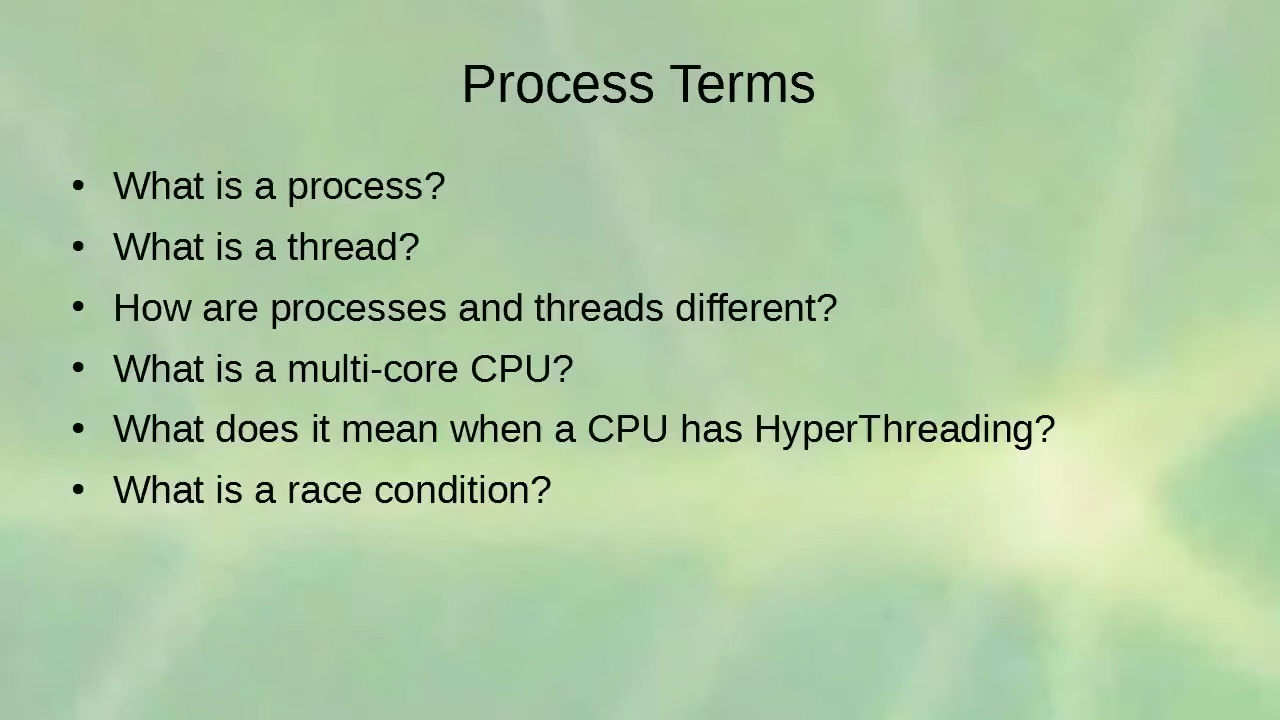 Process Terms
• What is a process?
• What is a thread?
• How are processes and threads different?
• What is a multi-core CPU?
• What does it mean when a CPU has HyperThreading?
• What is a race condition?